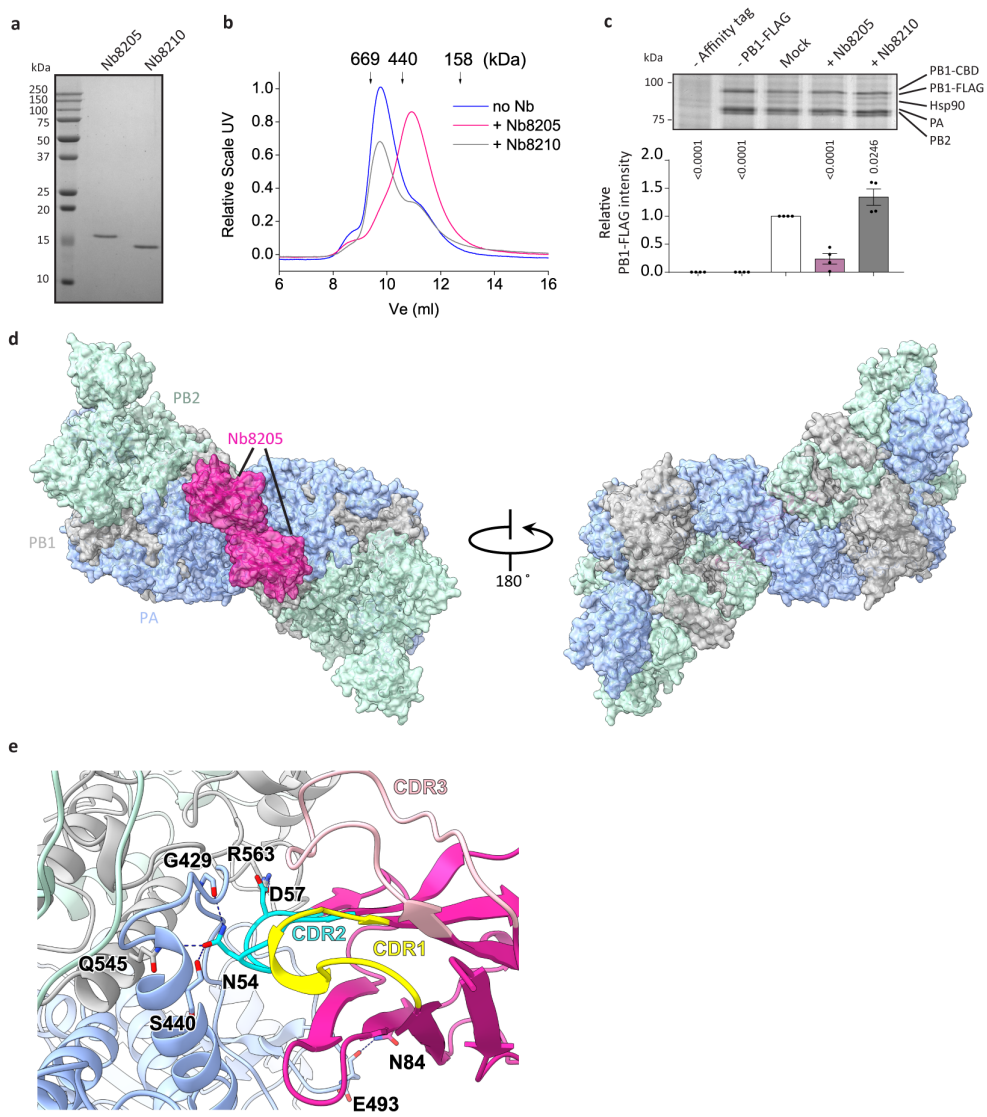 a
Nb8205
Nb8210
kDa
250
150
100
75
50
37
25
20
15
10
b
669 440 158 (kDa)
no Nb
+ Nb8205
+ Nb8210
Relative Scale UV
1.0
0.8
0.6
0.4
0.2
0.0
6 8 10 12 14 16
Ve (ml)
c
- Affinity tag
- PB1-FLAG
Mock
+ Nb8205
+ Nb8210
kDa
100
75
PB1-CBD
PB1-FLAG
Hsp90
PA
PB2
<0.0001
<0.0001
<0.0001
0.0246
Relative
PB1-FLAG intensity
2.0
1.5
1.0
0.5
0.0
d
PB2
Nb8205
PB1
PA
180°
e
CDR3
G429
R563
D57
CDR2
CDR1
Q545
N54
S440
N84
E493